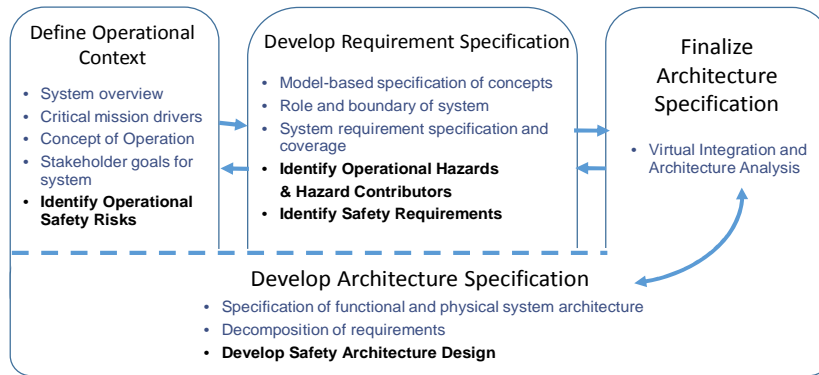 Define Operational
Context
• System overview
• Critical mission drivers
• Concept of Operation
• Stakeholder goals for
system
• Identify Operational
Safety Risks
Develop Requirement Specification
• Model-based specification of concepts
• Role and boundary of system
• System requirement specification and
coverage
• Identify Operational Hazards
& Hazard Contributors
• Identify Safety Requirements
Finalize
Architecture
Specification
• Virtual Integration and
Architecture Analysis
Develop Architecture Specification
• Specification of functional and physical system architecture
• Decomposition of requirements
• Develop Safety Architecture Design